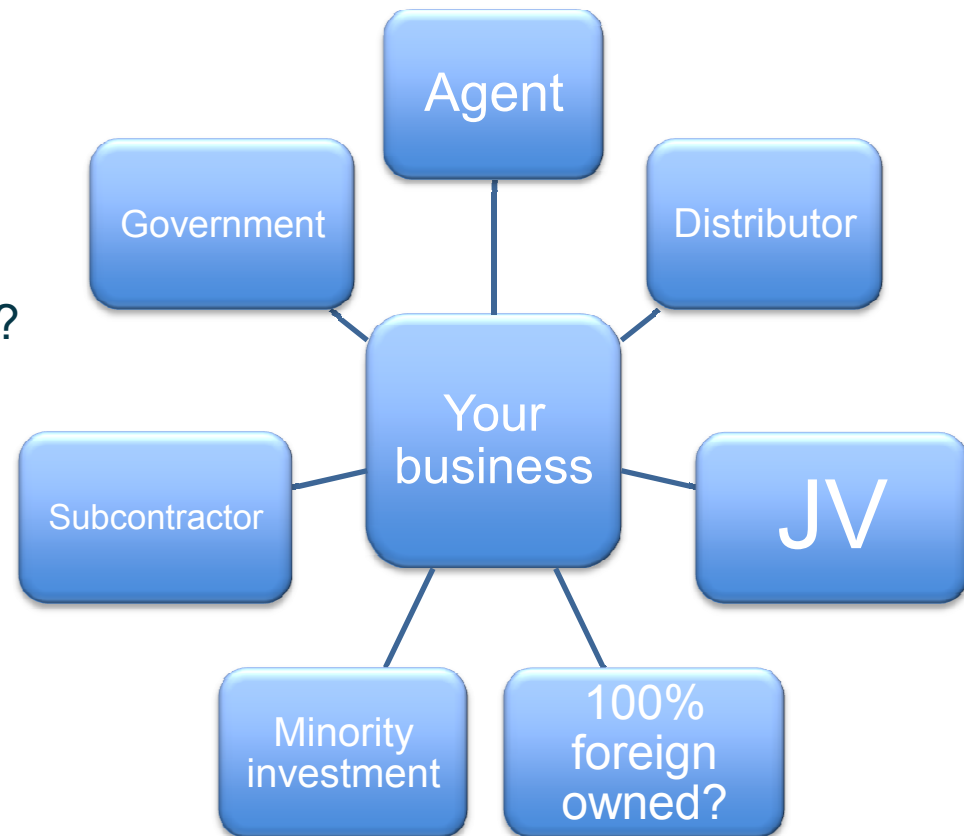 Agent
Government
Distributor
?
Your
business
Subcontractor
JV
Minority
investment
100%
foreign
owned?